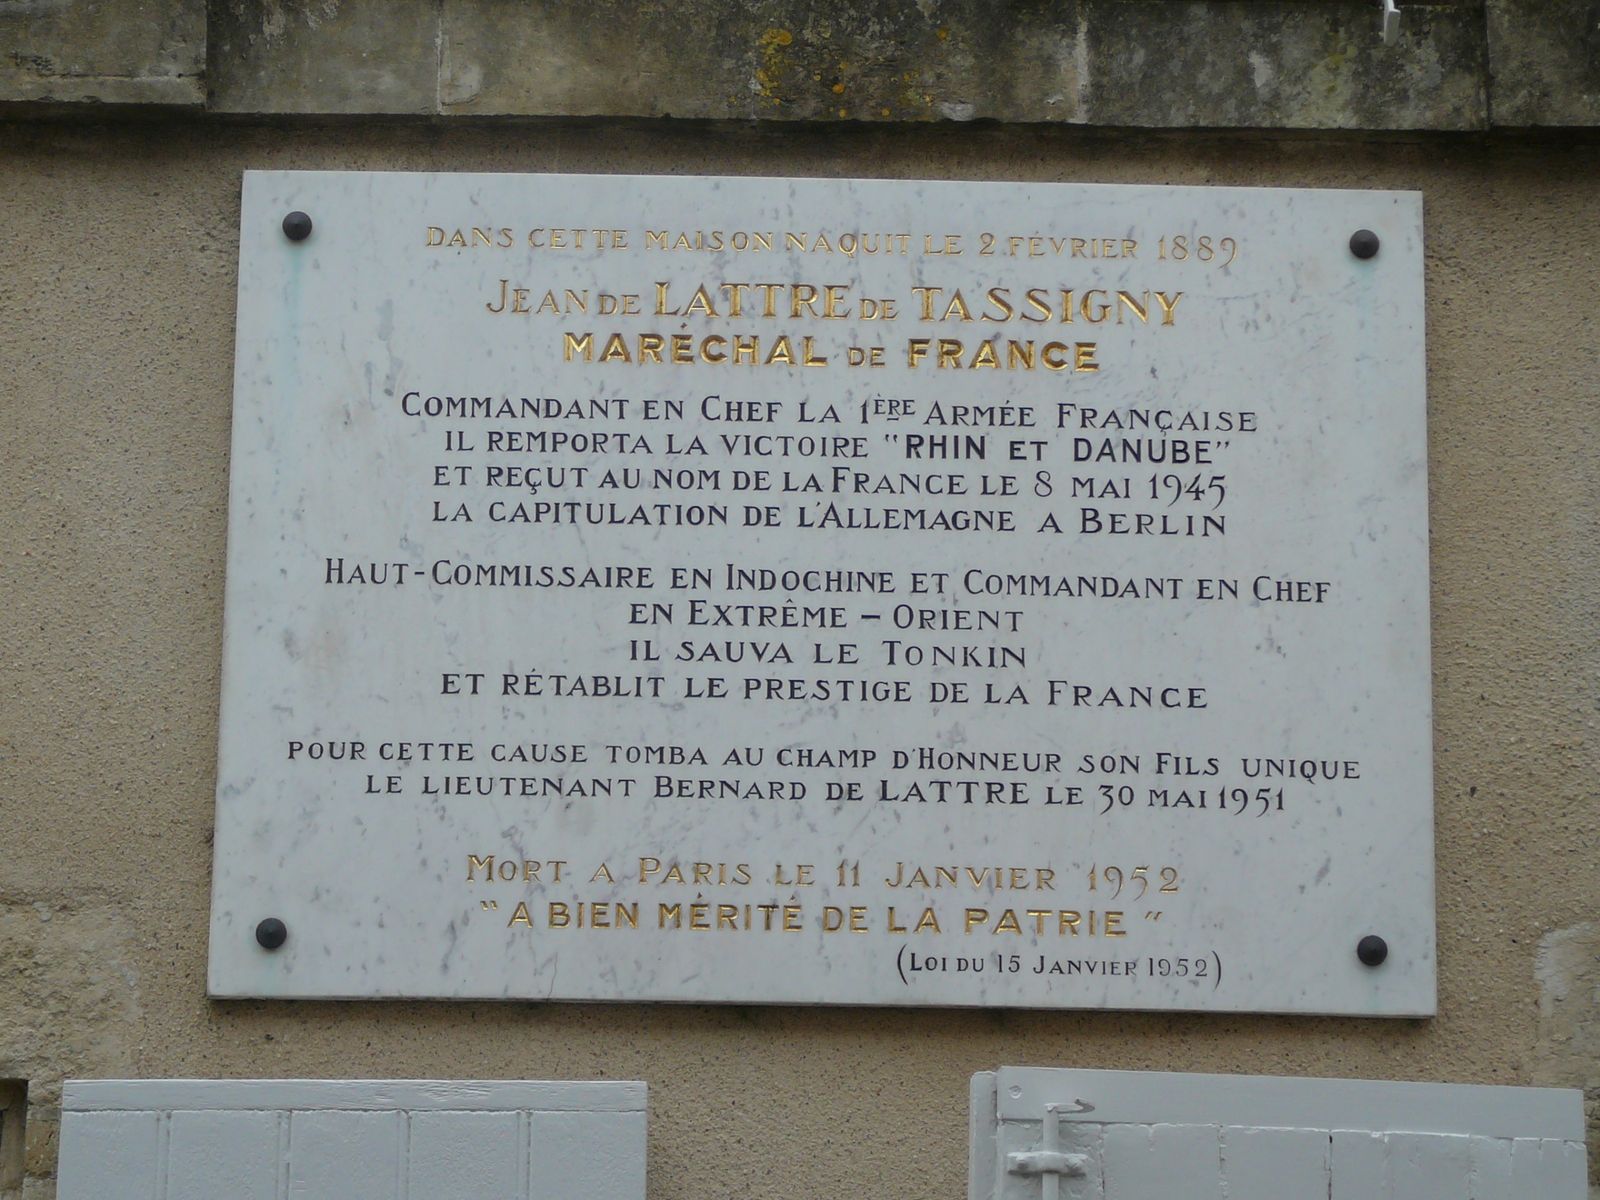 DANS CETTE MAISON NAQUIT LE 2 FÉVRIER 1889
JEAN DE LATTRE DE TASSIGNY
MARÉCHAL DE FRANCE
COMMANDANT EN CHEF LA 1ÈRE ARMÉE FRANÇAISE
IL REMPORTA LA VICTOIRE "RHIN ET DANUBE"
ET REÇUT AU NOM DE LA FRANCE LE 8 MAI 1945
LA CAPITULATION DE L'ALLEMAGNE A BERLIN
HAUT-COMMISSAIRE EN INDOCHINE ET COMMANDANT EN CHEF
EN EXTRÊME – ORIENT
IL SAUVA LE TONKIN
ET RÉTABLIT LE PRESTIGE DE LA FRANCE
POUR CETTE CAUSE TOMBA AU CHAMP D'HONNEUR SON FILS UNIQUE
LE LIEUTENANT BERNARD DE LATTRE LE 30 MAI 1951
MORT A PARIS LE 11 JANVIER 1952
"A BIEN MÉRITÉ DE LA PATRIE"
(LOI DU 15 JANVIER 1952)